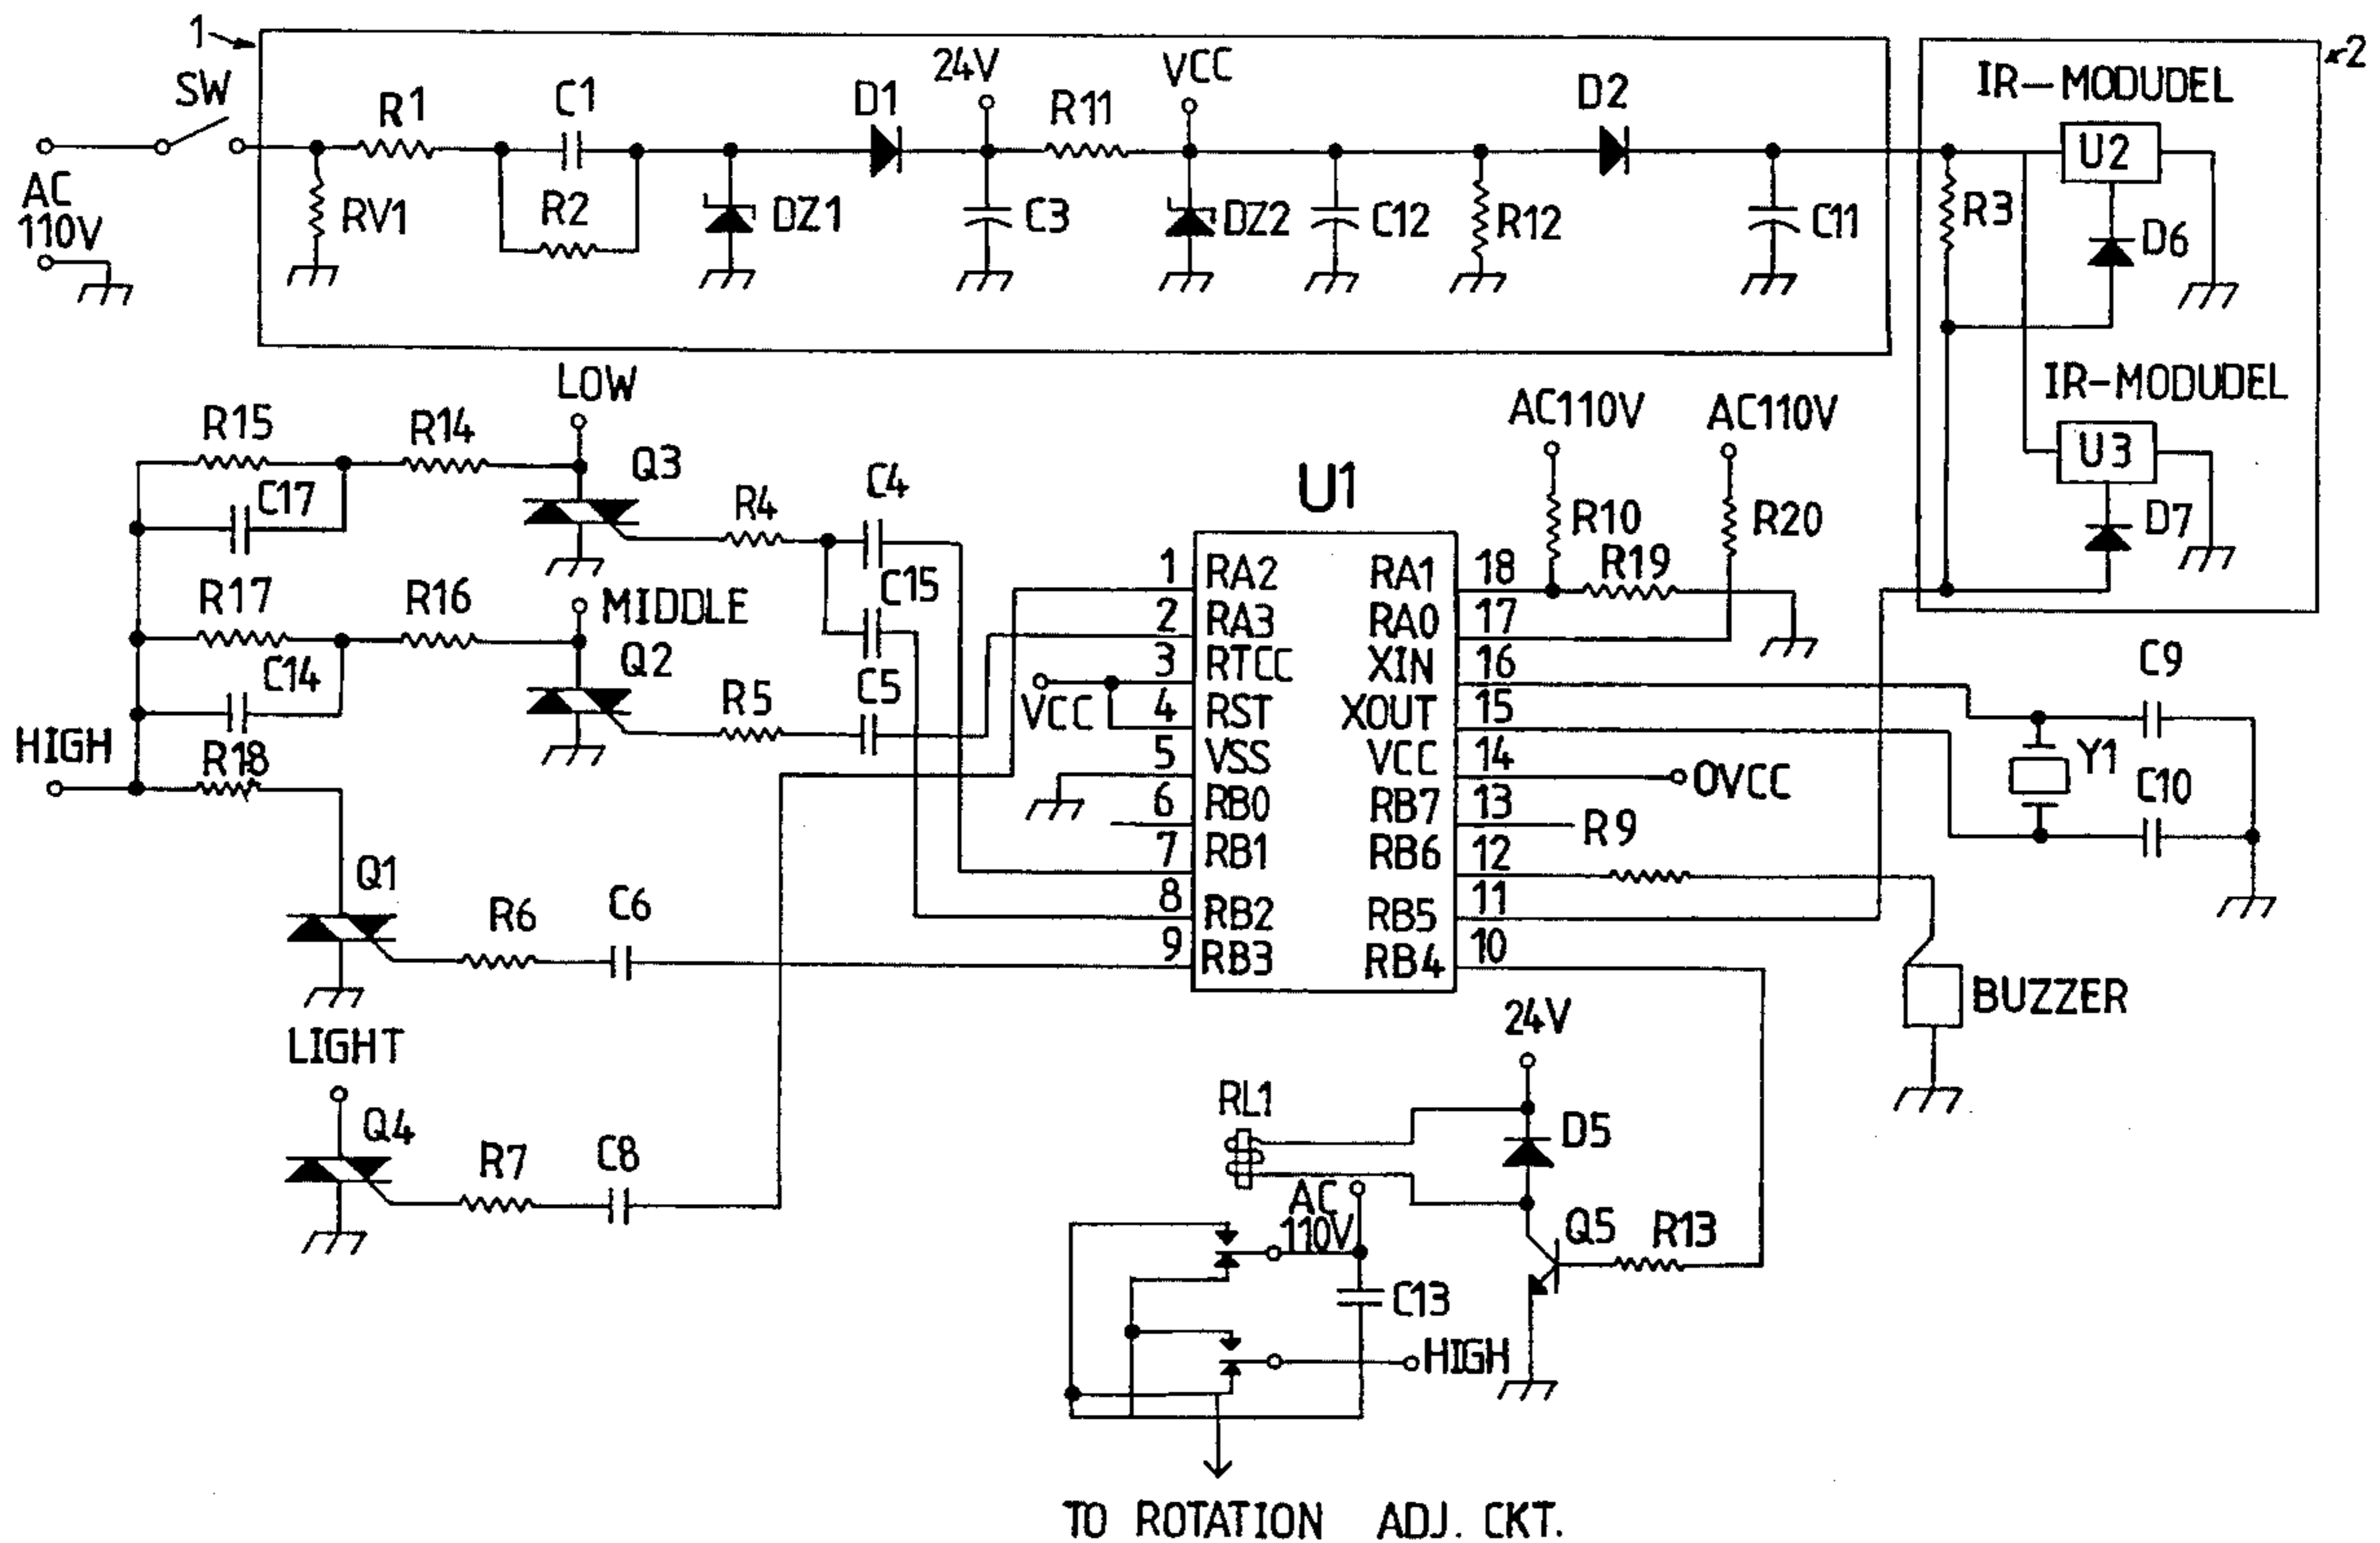 1
SW
AC
110V
R1
C1
R2
RV1
D1
DZ1
24V
C3
R11
VCC
DZ2
C12
R12
D2
C11
2
IR-MODUDEL
U2
R3
D6
IR-MODUDEL
U3
D7
LOW
R15
R14
C17
Q3
R4
C4
C15
R17
R16
MIDDLE
C14
Q2
R5
C5
HIGH
R18
Q1
R6
C6
LIGHT
Q4
R7
C8
U1
AC110V
AC110V
R10
R20
R19
1 RA2 RA1 18
2 RA3 RA0 17
3 RTCC XIN 16
4 RST XOUT 15
5 VSS VCC 14
6 RB0 RB7 13
7 RB1 RB6 12
8 RB2 RB5 11
9 RB3 RB4 10
VCC
0VCC
R9
C9
Y1
C10
BUZZER
24V
RL1
D5
AC
110V
Q5
R13
C13
HIGH
TO ROTATION ADJ. CKT.